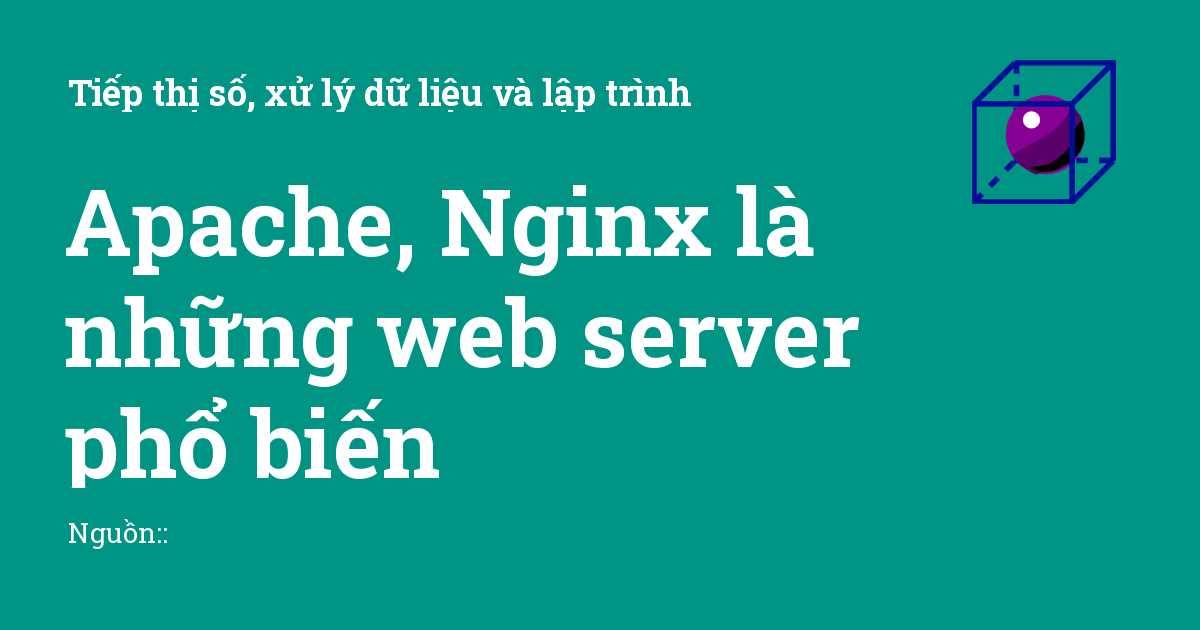 Tiếp thị số, xử lý dữ liệu và lập trình
Apache, Nginx là
những web server
phổ biến
Nguồn::